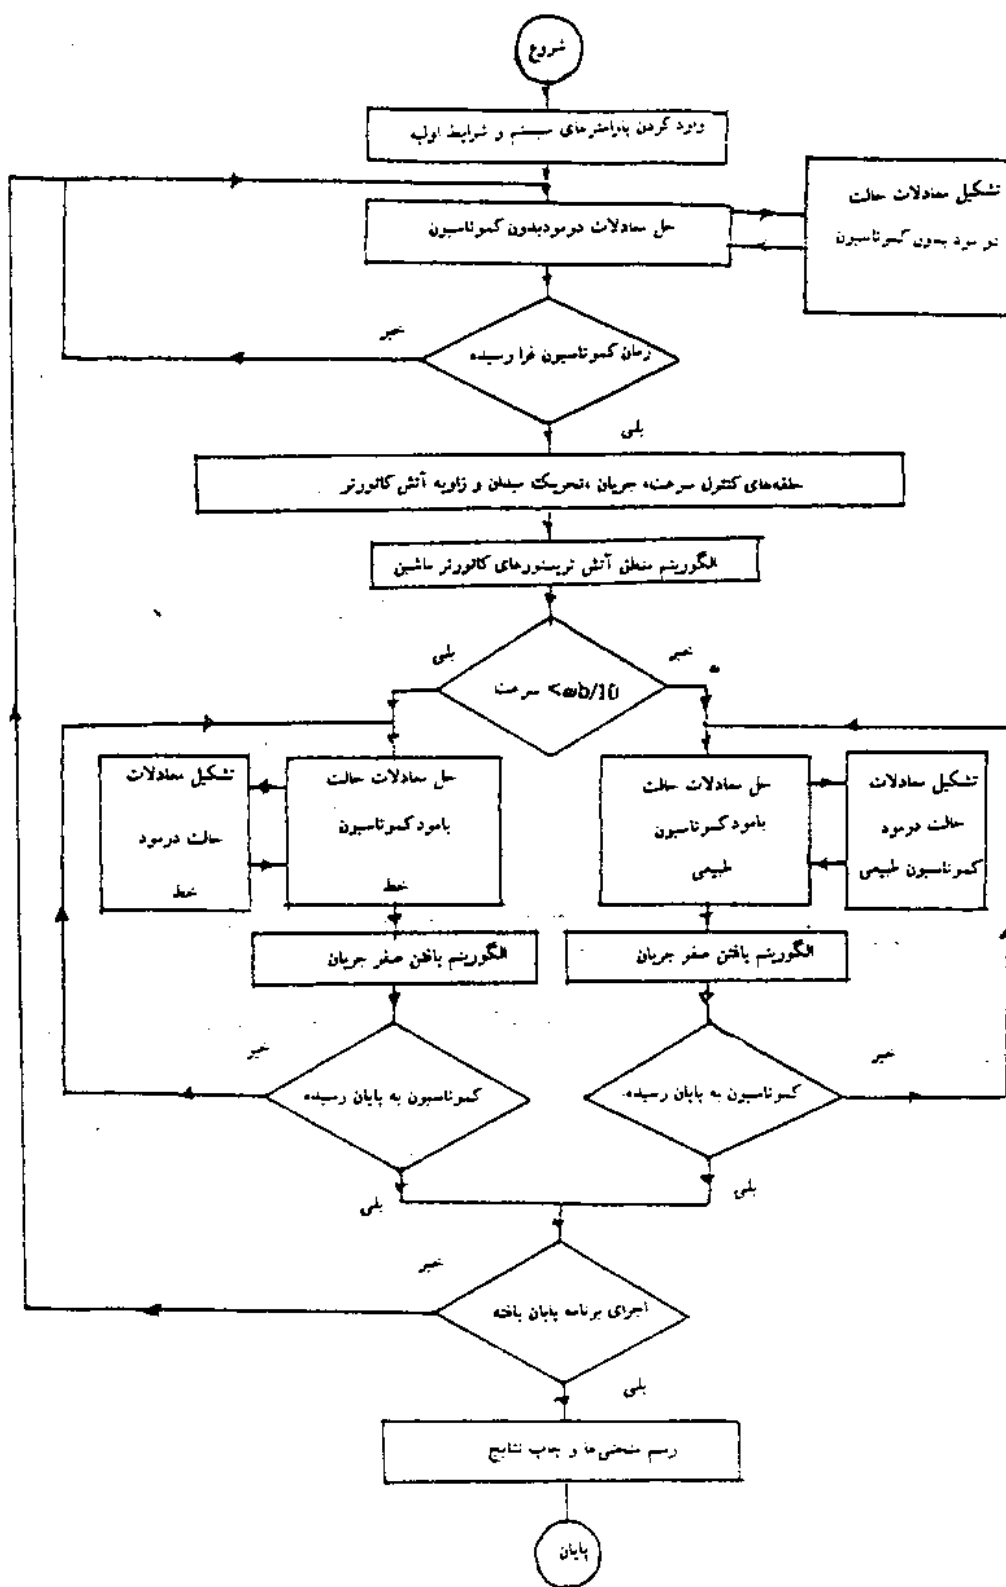 شروع
وارد کردن پارامترهای سیستم و شرایط اولیه
حل معادلات در مود بدون کموتاسیون
تشکیل معادلات حالت
در مود بدون کموتاسیون
خیر
زمان کموتاسیون فرا رسیده
بلی
حلقه‌های کنترل سرعت، جریان، تحریک میدان و زاویه آتش کانورتر
الگوریتم منطق آتش تریستورهای کانورتر ماشین
بلی
خیر
سرعت <ωb/10
تشکیل معادلات
حالت در مود
خط
حل معادلات حالت
بامود کموتاسیون
خط
حل معادلات حالت
بامود کموتاسیون
طبیعی
تشکیل معادلات
حالت درمود
کموتاسیون طبیعی
الگوریتم یافتن صفر جریان
الگوریتم یافتن صفر جریان
خیر
کموتاسیون به پایان رسیده
کموتاسیون به پایان رسیده
خیر
بلی
بلی
خیر
اجرای برنامه پایان یافته
بلی
رسم منحنی‌ها و چاپ نتایج
پایان